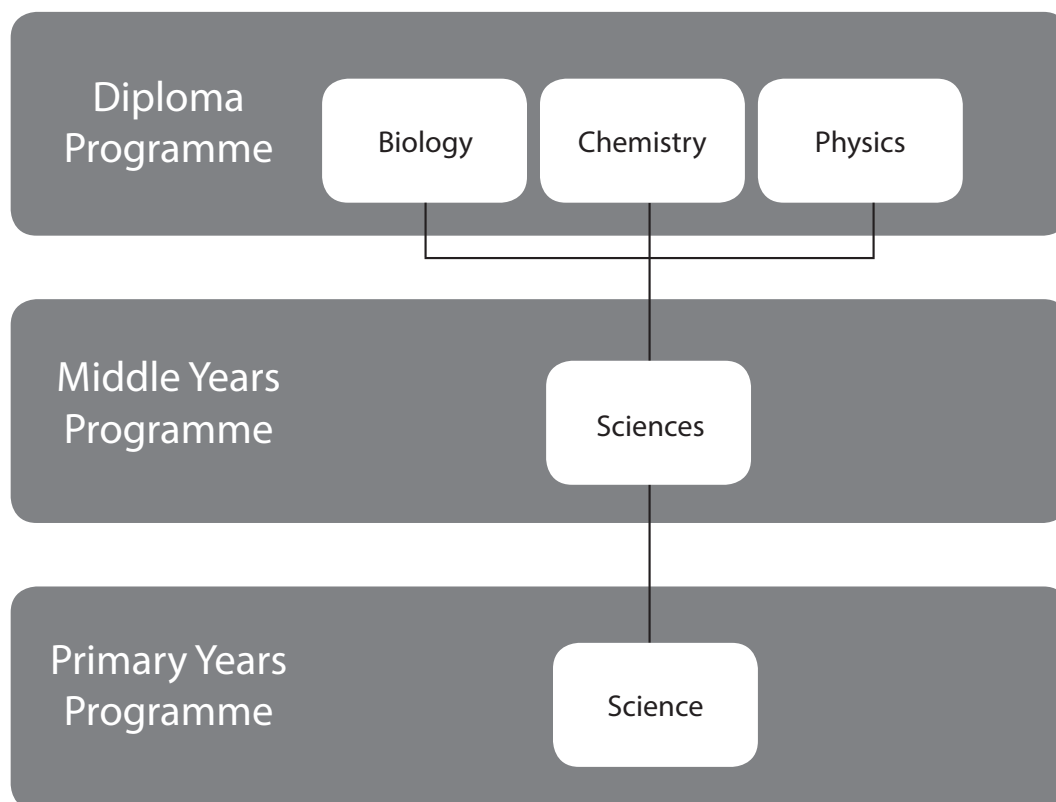 Diploma
Programme
Biology
Chemistry
Physics
Middle Years
Programme
Sciences
Primary Years
Programme
Science